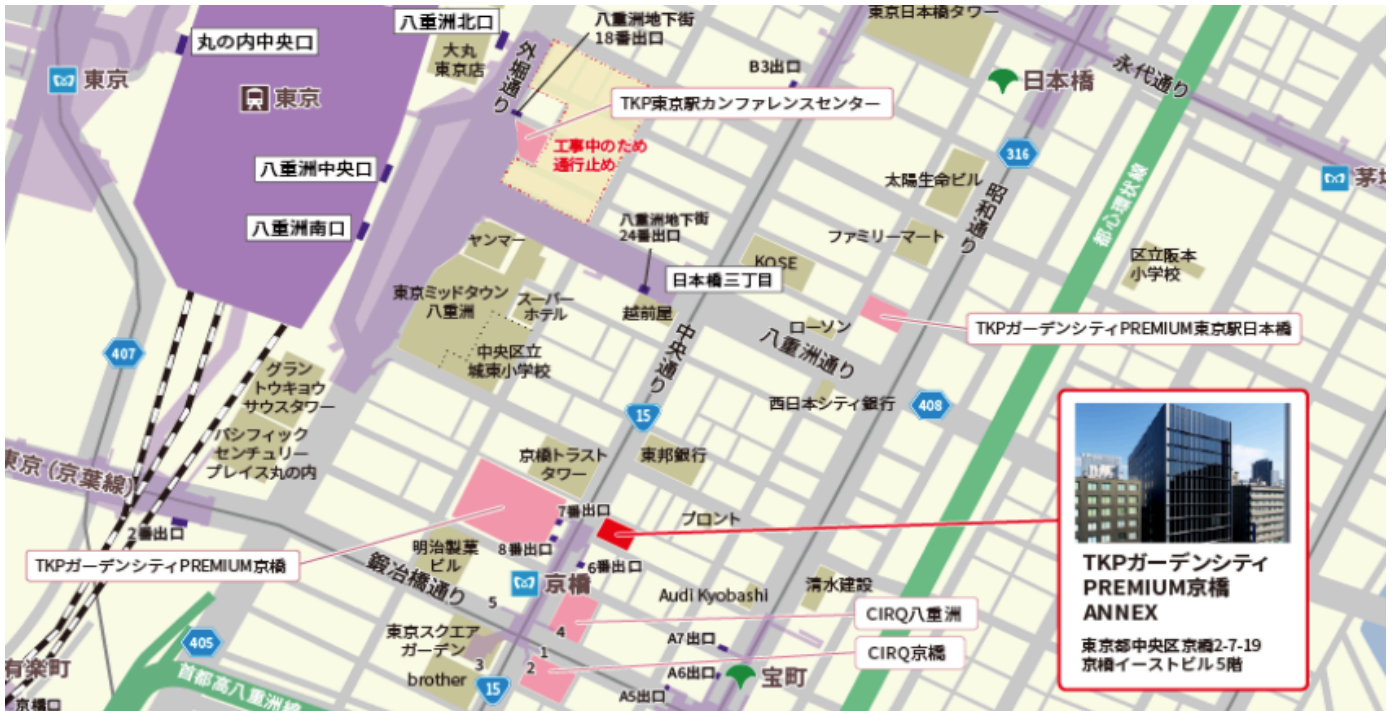 丸の内中央口
八重洲北口
八重洲地下街
18番出口
東京日本橋タワー
大丸
東京店
外堀通り
東京
東京
B3出口
日本橋
永代通り
TKP東京駅カンファレンスセンター
工事中のため
通行止め
316
茅場
八重洲中央口
太陽生命ビル
昭和通り
都心環状線
八重洲南口
八重洲地下街
24番出口
ファミリーマート
ヤンマー
KOSE
区立阪本
小学校
日本橋三丁目
東京ミッドタウン
八重洲
スーパー
ホテル
越前屋
ローソン
TKPガーデンシティPREMIUM東京駅日本橋
中央通り
八重洲通り
407
中央区立
城東小学校
グラン
トウキョウ
サウスタワー
西日本シティ銀行
408
15
パシフィック
センチュリー
プレイス丸の内
京橋トラスト
タワー
東邦銀行
東京(京葉線)
2番出口
7番出口
プロント
8番出口
6番出口
明治製菓
ビル
TKPガーデンシティPREMIUM京橋
鍛冶橋通り
京橋
TKPガーデンシティ
PREMIUM京橋
ANNEX
東京都中央区京橋2-7-19
京橋イーストビル5階
清水建設
Audi Kyobashi
CIRQ八重洲
5
4
405
東京スクエア
ガーデン
A7出口
1
CIRQ京橋
3
2
有楽町
首都高八重洲線
brother
15
A6出口
宝町
A5出口
京橋口